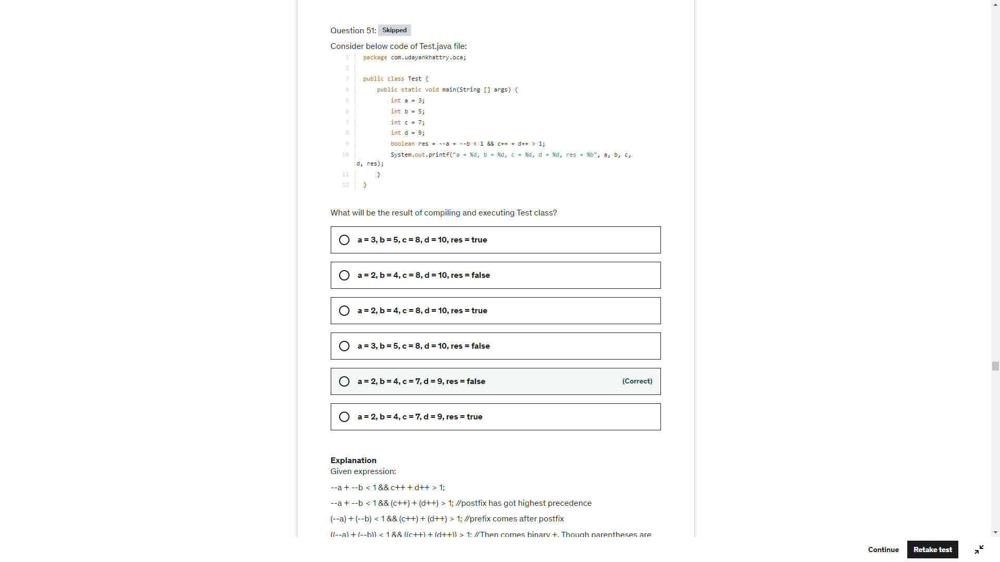 Question 51: Skipped
Consider below code of Test.java file:
1 package com.udayankhattry.oca;
2
3 public class Test {
4 public static void main(String [] args) {
5 int a = 3;
6 int b = 5;
7 int c = 7;
8 int d = 9;
9 boolean res = --a + --b < 1 && c++ + d++ > 1;
10 System.out.printf("a = %d, b = %d, c = %d, d = %d, res = %b", a, b, c,
d, res);
11 }
12 }
What will be the result of compiling and executing Test class?
a = 3, b = 5, c = 8, d = 10, res = true
a = 2, b = 4, c = 8, d = 10, res = false
a = 2, b = 4, c = 8, d = 10, res = true
a = 3, b = 5, c = 8, d = 10, res = false
a = 2, b = 4, c = 7, d = 9, res = false (Correct)
a = 2, b = 4, c = 7, d = 9, res = true
Explanation
Given expression:
--a + --b < 1 && c++ + d++ > 1;
--a + --b < 1 && (c++) + (d++) > 1; //postfix has got highest precedence
(--a) + (--b) < 1 && (c++) + (d++) > 1; //prefix comes after postfix
{(--a) + (--b)} < 1 && {(c++) + (d++)} > 1; //Then comes binary +. Though parentheses are
Continue Retake test